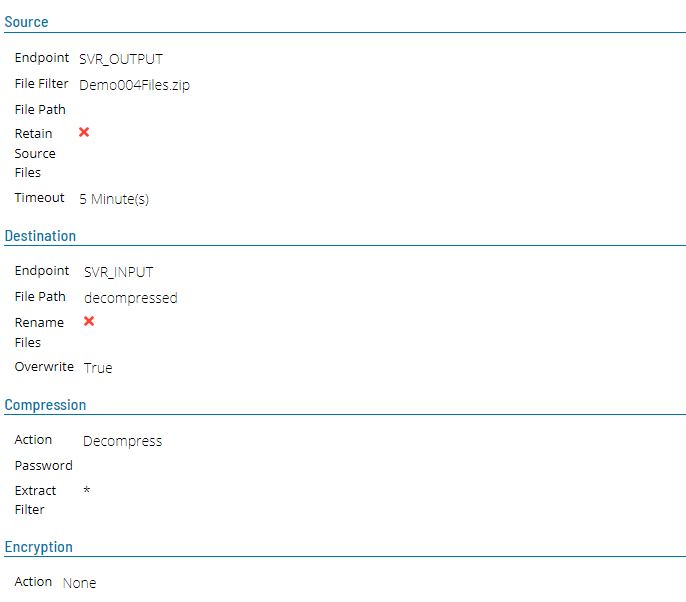 Source
Endpoint SVR_OUTPUT
File Filter Demo004Files.zip
File Path
Retain
Source
Files
Timeout 5 Minute(s)
Destination
Endpoint SVR_INPUT
File Path decompressed
Rename
Files
Overwrite True
Compression
Action Decompress
Password
Extract *
Filter
Encryption
Action None